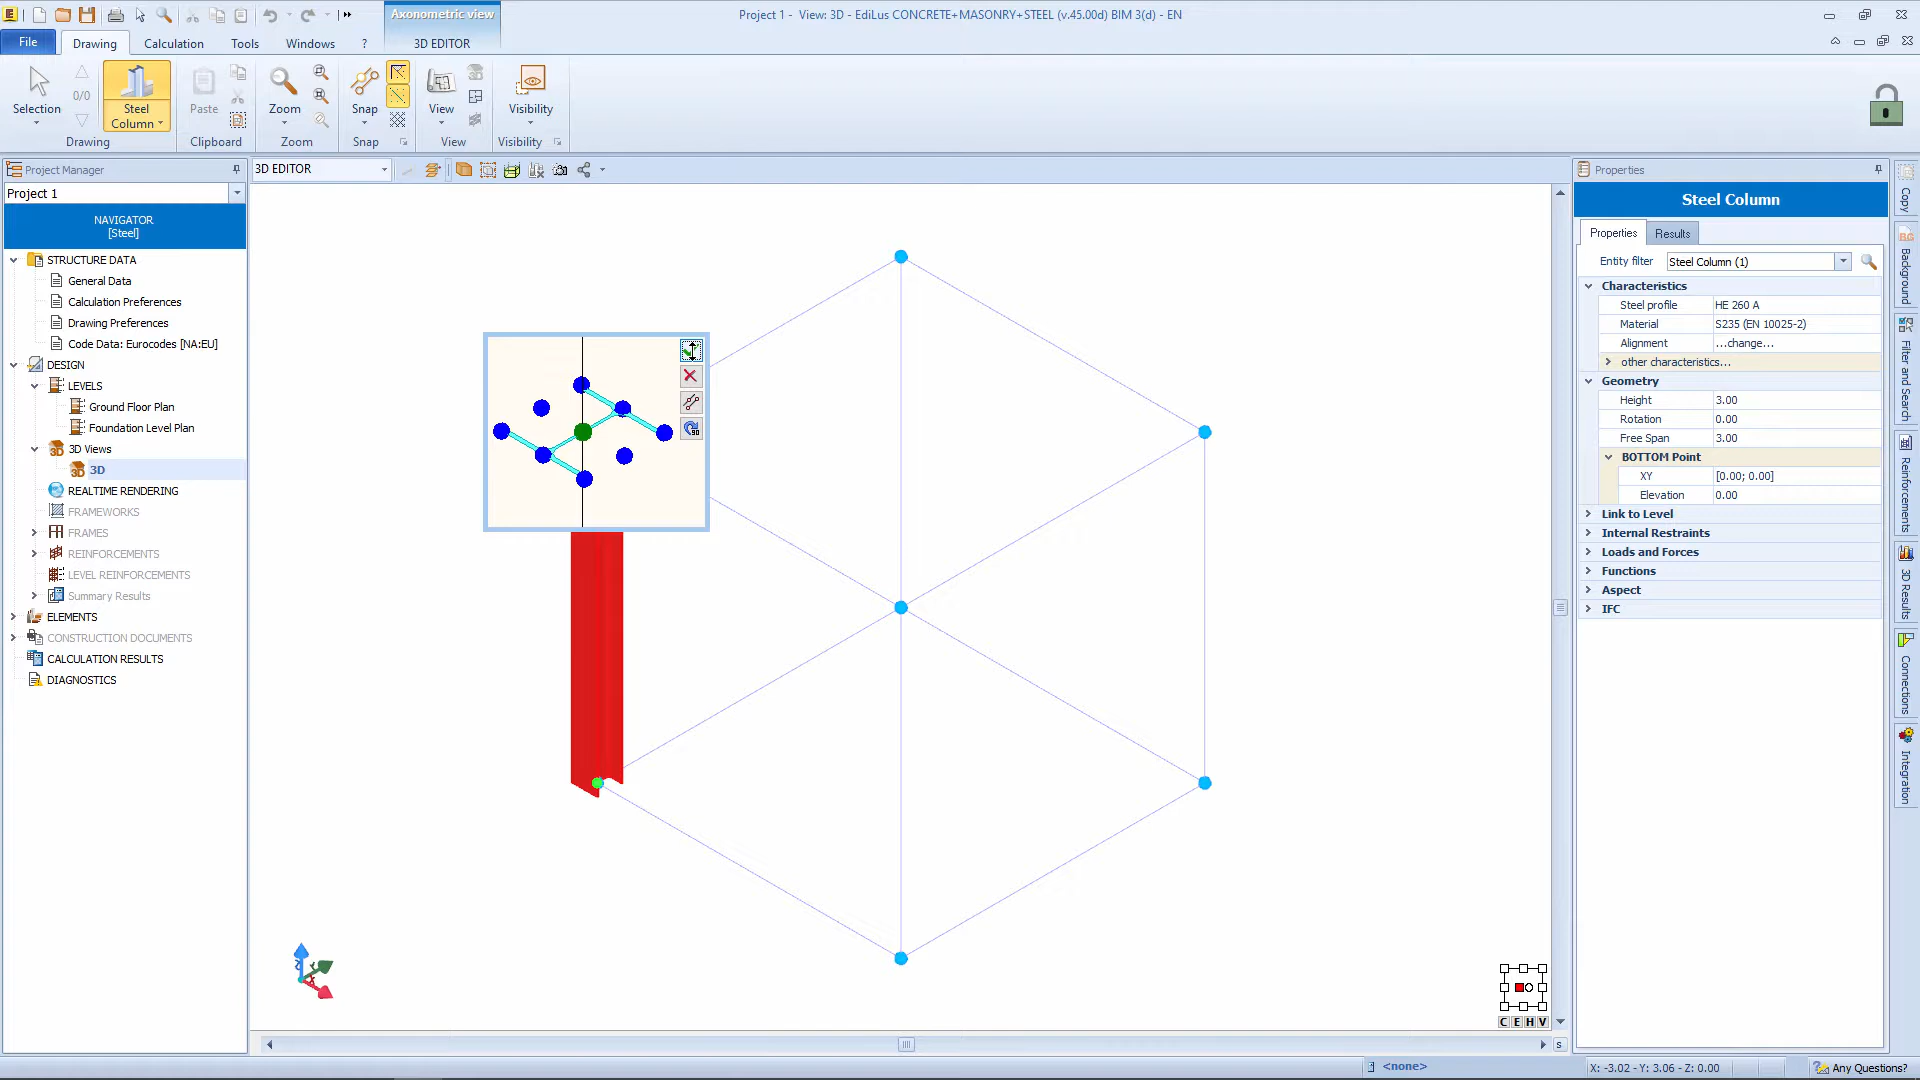 Axonometric view
Project 1 - View: 3D - EdiLus CONCRETE+MASONRY+STEEL (v.45.00d) BIM 3(d) - EN
File
Drawing
Calculation
Tools
Windows
?
3D EDITOR
Selection
0/0
Steel
Column
Drawing
Paste
Clipboard
Zoom
Zoom
Snap
Snap
View
View
Visibility
Visibility
Project Manager
Project 1
NAVIGATOR
[Steel]
STRUCTURE DATA
General Data
Calculation Preferences
Drawing Preferences
Code Data: Eurocodes [NA:EU]
DESIGN
LEVELS
Ground Floor Plan
Foundation Level Plan
3D Views
3D
REALTIME RENDERING
FRAMEWORKS
FRAMES
REINFORCEMENTS
LEVEL REINFORCEMENTS
Summary Results
ELEMENTS
CONSTRUCTION DOCUMENTS
CALCULATION RESULTS
DIAGNOSTICS
3D EDITOR
90
C E H V
S
Properties
Steel Column
Properties
Results
Entity filter
Steel Column (1)
Characteristics
Steel profile HE 260 A
Material S235 (EN 10025-2)
Alignment ...change...
other characteristics...
Geometry
Height 3.00
Rotation 0.00
Free Span 3.00
BOTTOM Point
XY [0.00; 0.00]
Elevation 0.00
Link to Level
Internal Restraints
Loads and Forces
Functions
Aspect
IFC
Copy
BG
Background
Filter and Search
Reinforcements
3D Results
Connections
Integration
<none>
X: -3.02 - Y: 3.06 - Z: 0.00
Any Questions?